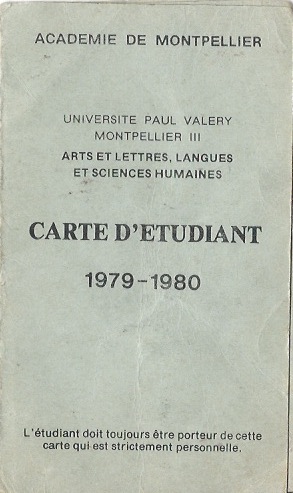 ACADEMIE DE MONTPELLIER
UNIVERSITE PAUL VALERY
MONTPELLIER III
ARTS ET LETTRES, LANGUES
ET SCIENCES HUMAINES
CARTE D'ETUDIANT
1979-1980
L'étudiant doit toujours être porteur de cette
carte qui est strictement personnelle.